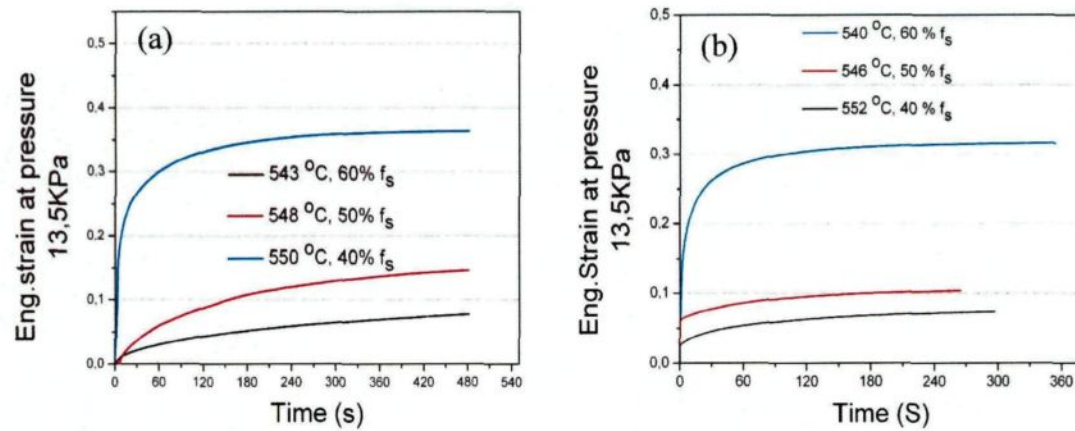 (a)
Eng.strain at pressure
13,5KPa
0,5
0,4
0,3
0,2
0,1
0,0
543 °C, 60% fs
548 °C, 50% fs
550 °C, 40% fs
0 60 120 180 240 300 360 420 480 540
Time (s)
(b)
Eng.Strain at pressure
13,5KPa
0,5
0,4
0,3
0,2
0,1
0,0
540 °C, 60 % fs
546 °C, 50 % fs
552 °C, 40 % fs
0 60 120 180 240 300 360
Time (S)